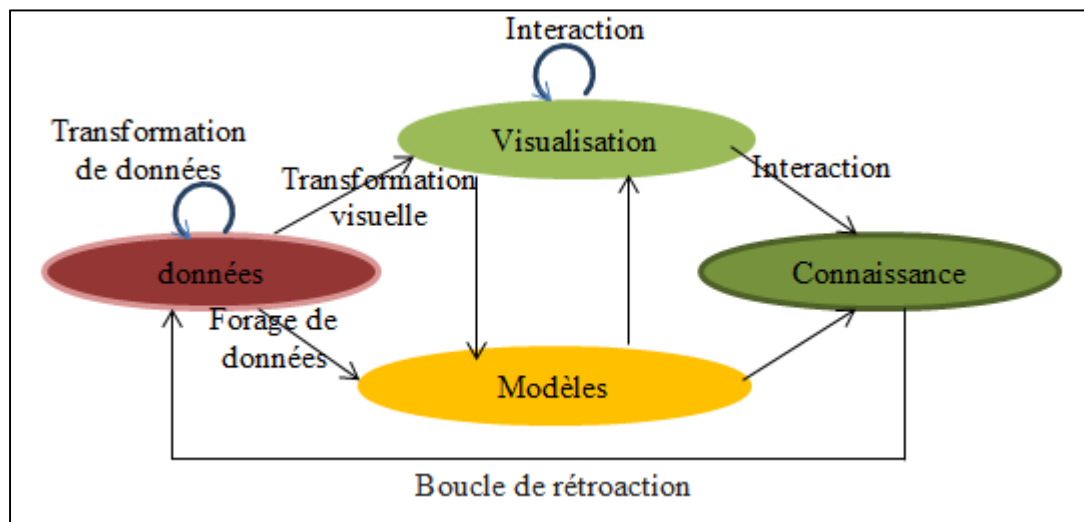 Interaction
Transformation
de données
Visualisation
Transformation
visuelle
Interaction
données
Connaissance
Forage de
données
Modèles
Boucle de rétroaction